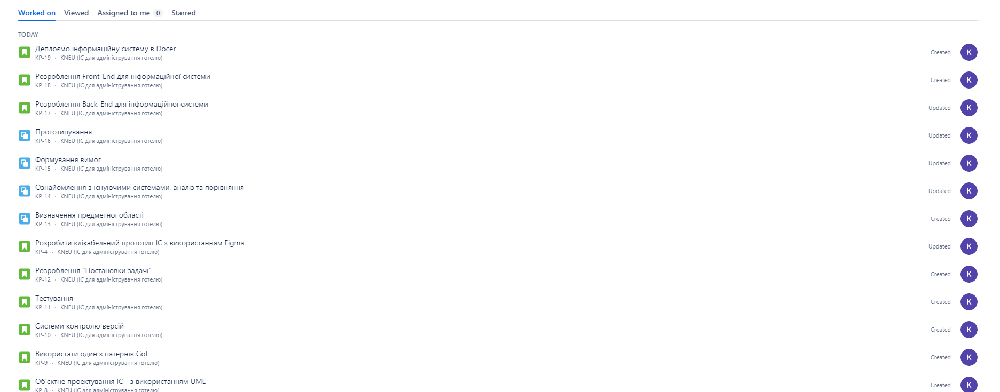 Worked on Viewed Assigned to me 0 Starred
TODAY
Деплоємо інформаційну систему в Docer
KP-19 • KNEU (ІС для адміністрування готелю)
Created K
Розроблення Front-End для інформаційної системи
KP-18 • KNEU (ІС для адміністрування готелю)
Created K
Розроблення Back-End для інформаційної системи
KP-17 • KNEU (ІС для адміністрування готелю)
Updated K
Прототипування
KP-16 • KNEU (ІС для адміністрування готелю)
Updated K
Формування вимог
KP-15 • KNEU (ІС для адміністрування готелю)
Updated K
Ознайомлення з існуючими системами, аналіз та порівняння
KP-14 • KNEU (ІС для адміністрування готелю)
Updated K
Визначення предметної області
KP-13 • KNEU (ІС для адміністрування готелю)
Created K
Розробити клікабельний прототип ІС з використанням Figma
KP-4 • KNEU (ІС для адміністрування готелю)
Updated K
Розроблення "Постановки задачі"
KP-12 • KNEU (ІС для адміністрування готелю)
Created K
Тестування
KP-11 • KNEU (ІС для адміністрування готелю)
Created K
Системи контролю версій
KP-10 • KNEU (ІС для адміністрування готелю)
Created K
Використати один з патернів GoF
KP-9 • KNEU (ІС для адміністрування готелю)
Created K
Об'єктне проектування ІС - з використанням UML
KP-8 • KNEU (ІС для адміністрування готелю)
Created K